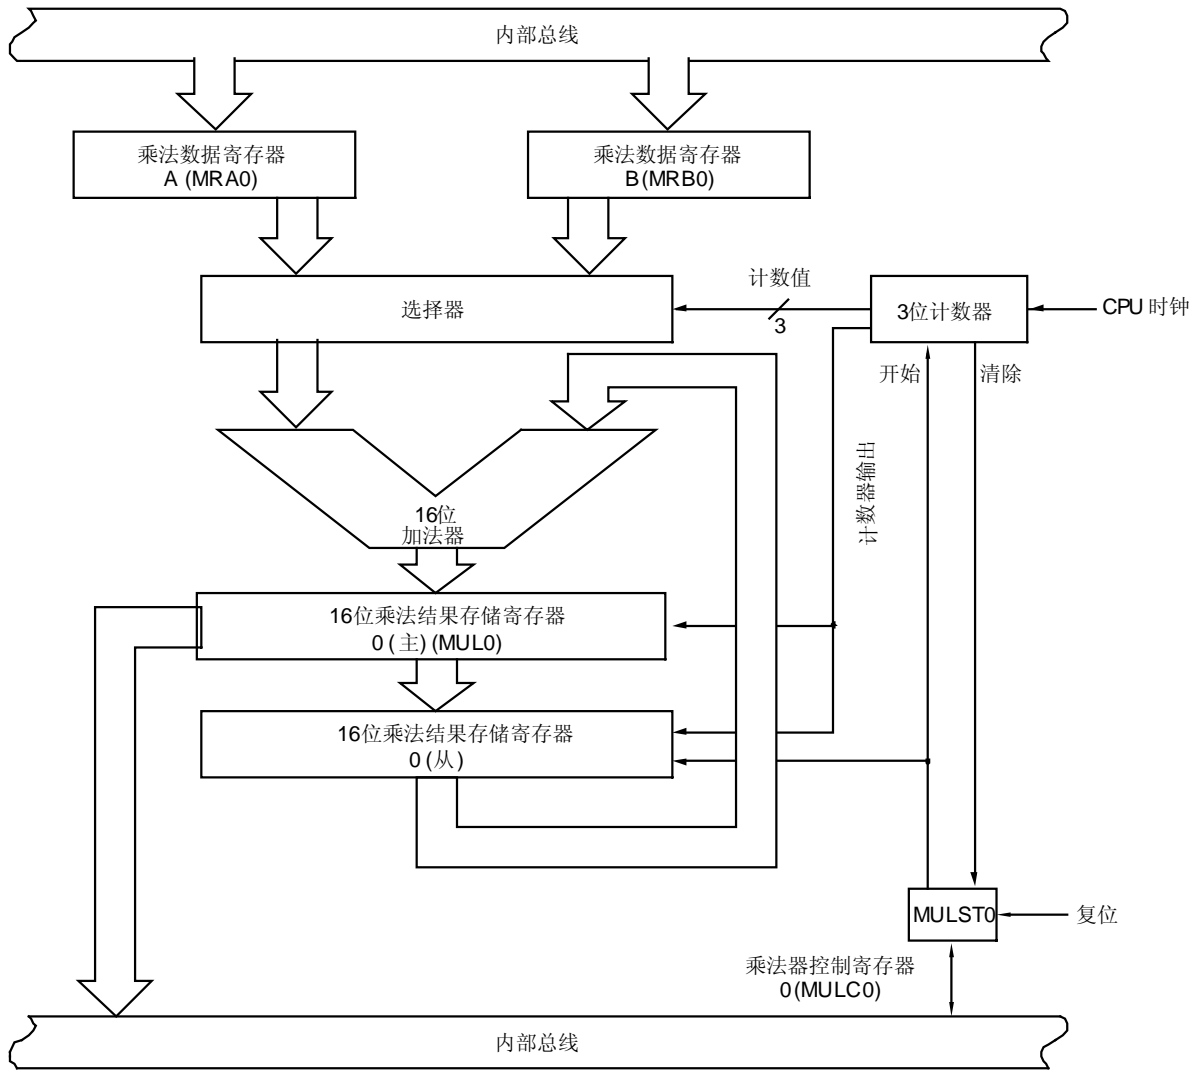 内部总线
乘法数据寄存器
A (MRA0)
乘法数据寄存器
B (MRB0)
选择器
计数值
3
3位计数器
CPU 时钟
开始
清除
计数器输出
16位
加法器
16位乘法结果存储寄存器
0 (主) (MUL0)
16位乘法结果存储寄存器
0 (从)
MULST0
复位
乘法器控制寄存器
0 (MULC0)
内部总线